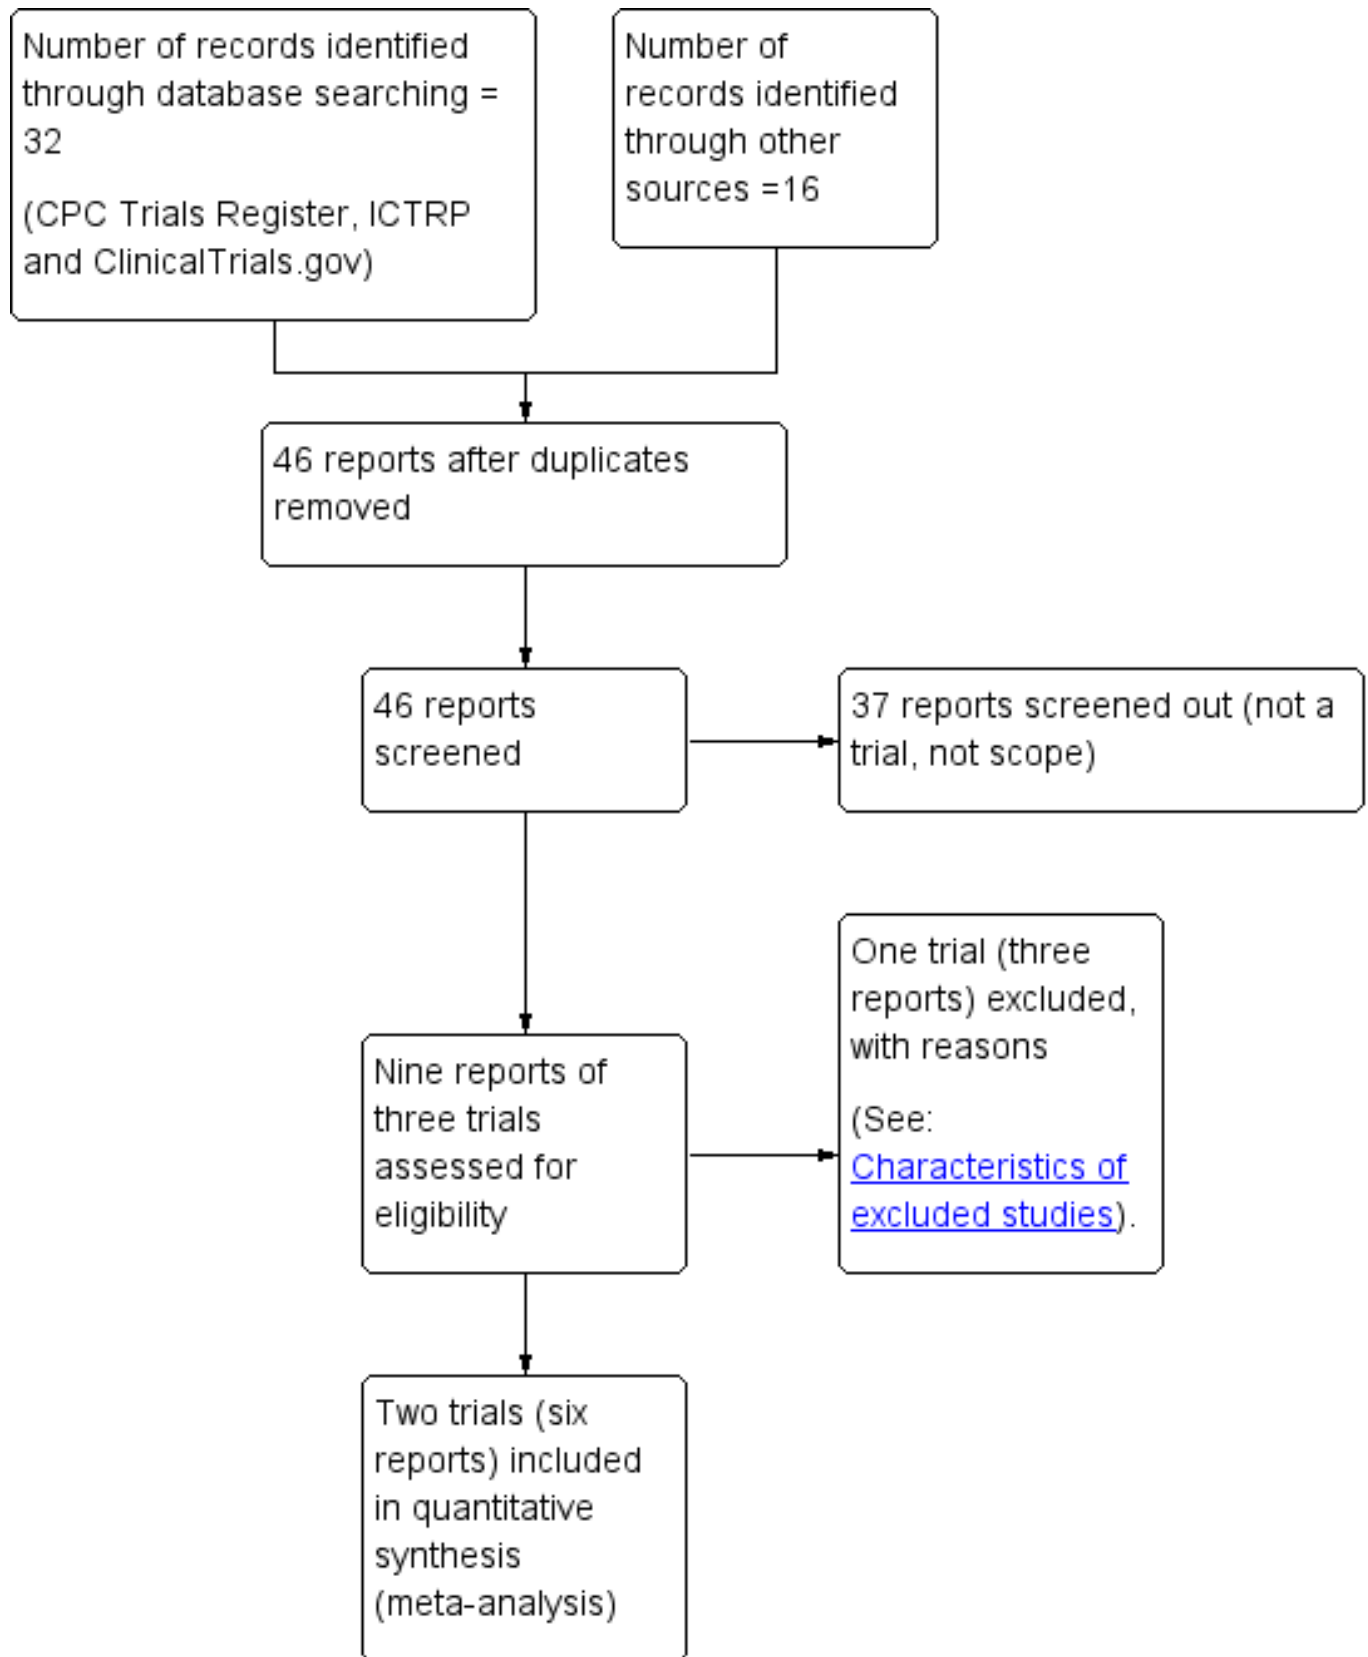 Number of records identified
through database searching =
32
(CPC Trials Register, ICTRP
and ClinicalTrials.gov)
Number of
records identified
through other
sources =16
46 reports after duplicates
removed
46 reports
screened
37 reports screened out (not a
trial, not scope)
Nine reports of
three trials
assessed for
eligibility
One trial (three
reports) excluded,
with reasons
(See:
Characteristics of
excluded studies).
Two trials (six
reports) included
in quantitative
synthesis
(meta-analysis)